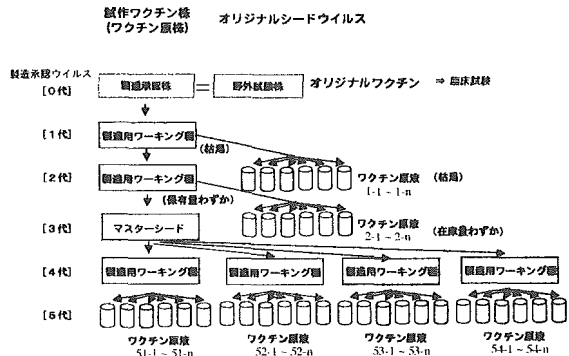 試作ワクチン株
(ワクチン原株)
オリジナルシードウイルス
製造承認ウイルス
[0代]
製造承認株
=
野外試験株
オリジナルワクチン
⇒ 臨床試験
[1代]
製造用ワーキング
(枯渇)
[2代]
製造用ワーキング
ワクチン原液
1-1 ~ 1-n
(枯渇)
(保有量わずか)
[3代]
マスターシード
ワクチン原液
2-1 ~ 2-n
(在庫量わずか)
[4代]
製造用ワーキング
製造用ワーキング
製造用ワーキング
製造用ワーキング
[5代]
ワクチン原液
51-1 ~ 51-n
ワクチン原液
52-1 ~ 52-n
ワクチン原液
53-1 ~ 53-n
ワクチン原液
54-1 ~ 54-n